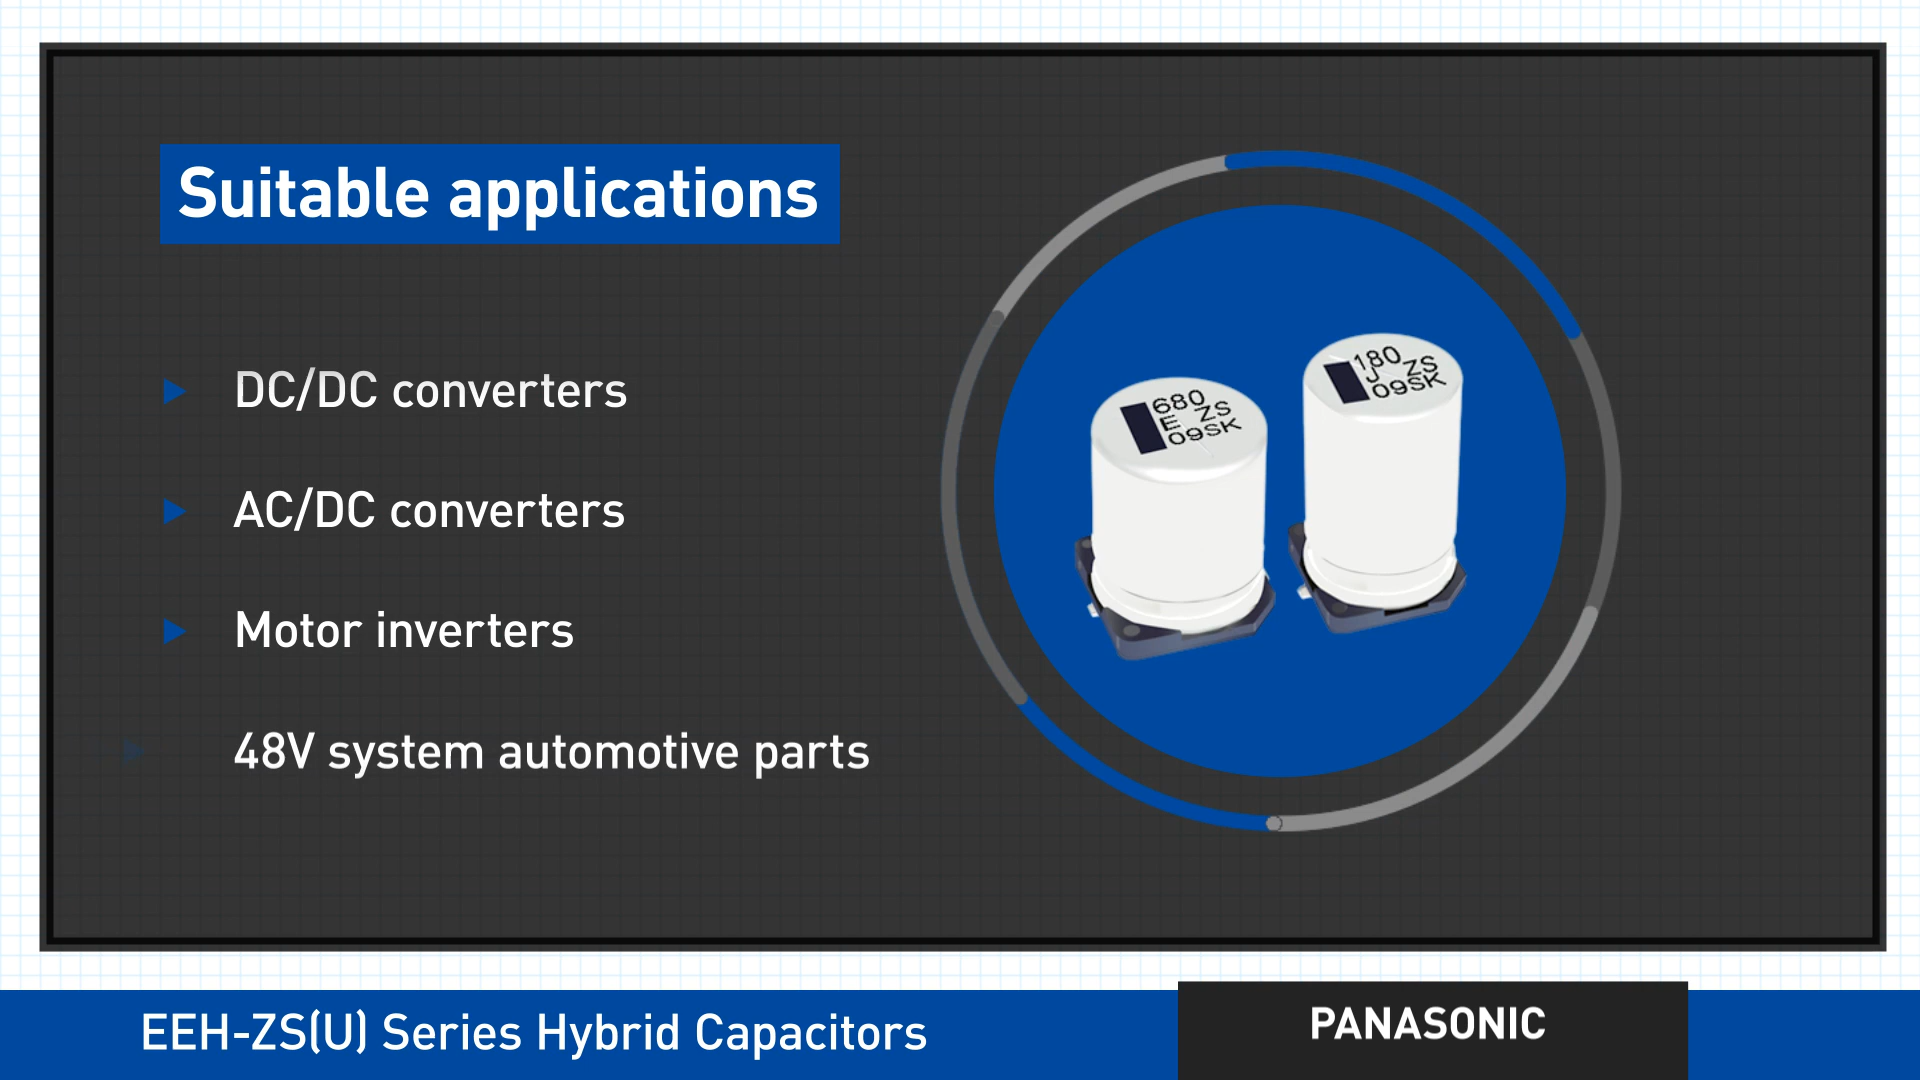 Suitable applications
DC/DC converters
AC/DC converters
Motor inverters
48V system automotive parts
680
E ZS
09SK
180
J ZS
09SK
EEH-ZS(U) Series Hybrid Capacitors
PANASONIC